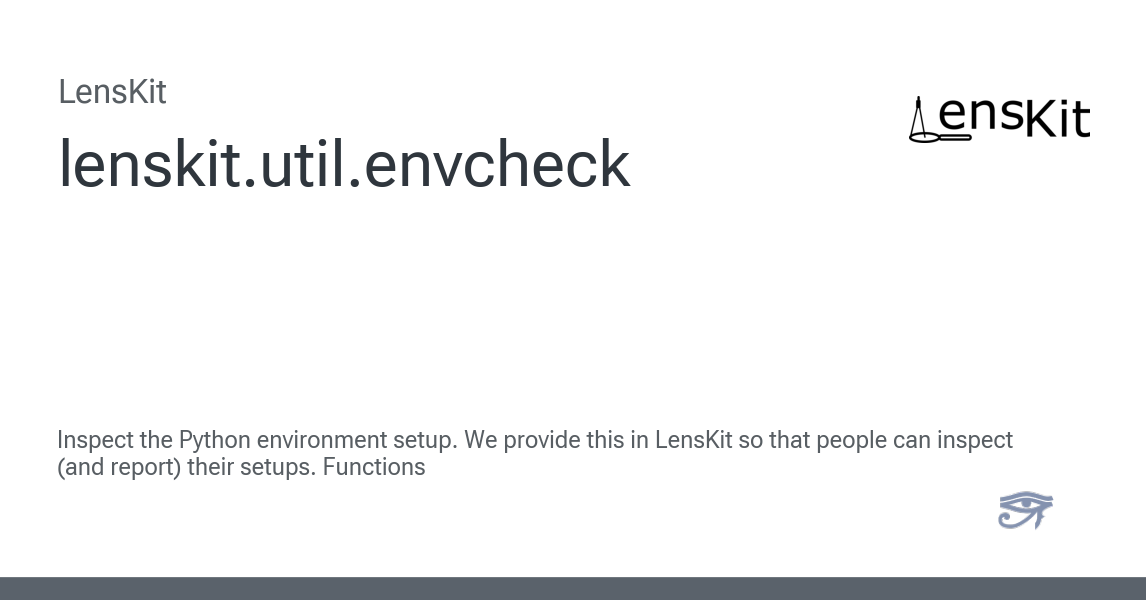 LensKit
LensKit
lenskit.util.envcheck
Inspect the Python environment setup. We provide this in LensKit so that people can inspect
(and report) their setups. Functions